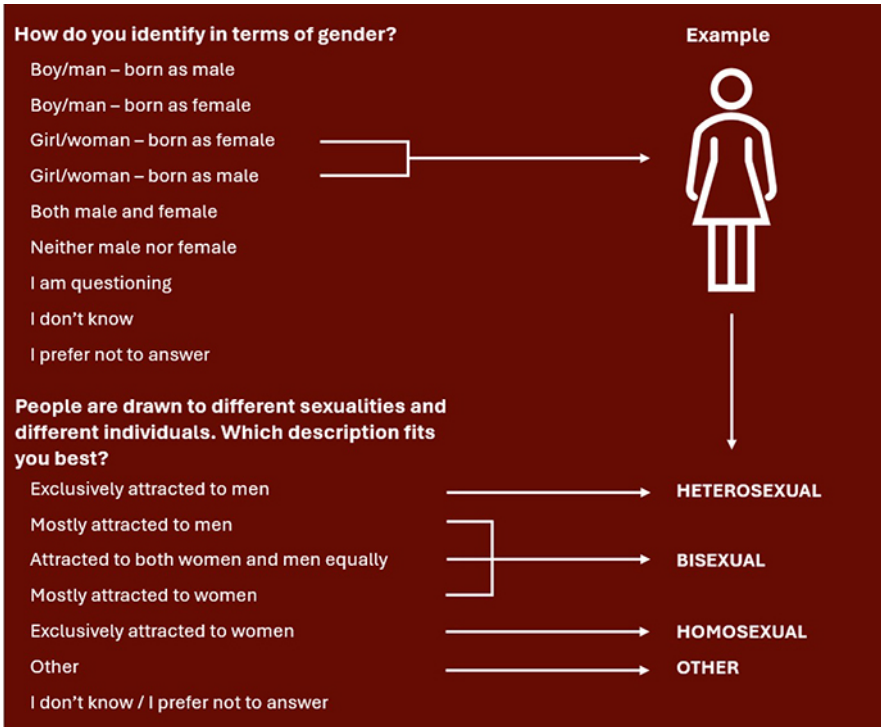 How do you identify in terms of gender?
Example
Boy/man – born as male
Boy/man – born as female
Girl/woman – born as female
Girl/woman – born as male
Both male and female
Neither male nor female
I am questioning
I don’t know
I prefer not to answer
People are drawn to different sexualities and
different individuals. Which description fits
you best?
Exclusively attracted to men
HETEROSEXUAL
Mostly attracted to men
Attracted to both women and men equally
BISEXUAL
Mostly attracted to women
Exclusively attracted to women
HOMOSEXUAL
Other
OTHER
I don’t know / I prefer not to answer